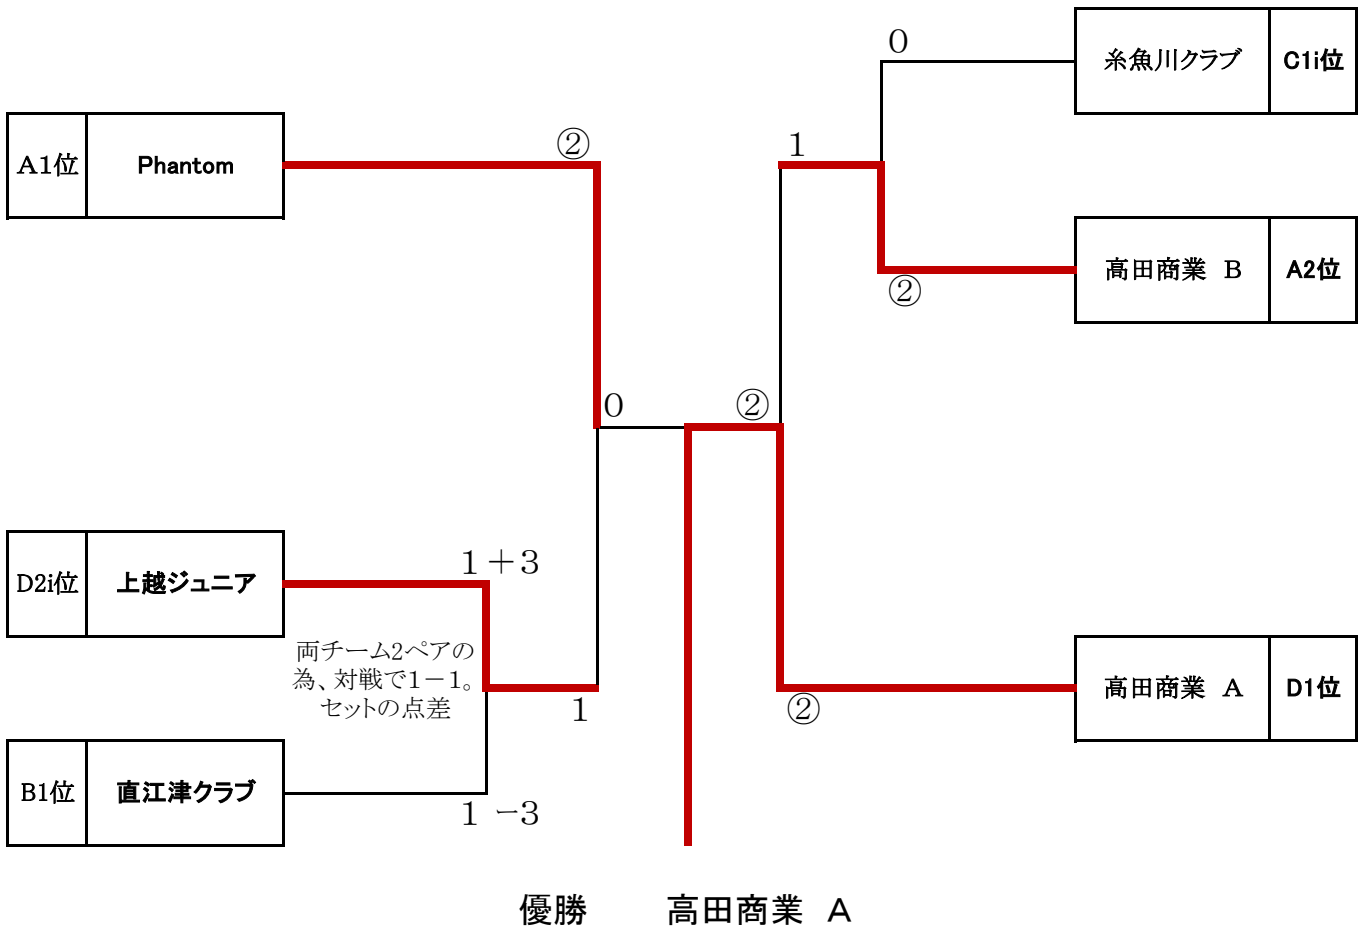 ０
糸魚川クラブ C1i位
A1位 Phantom
②
1
高田商業 B A2位
②
０
②
D2i位 上越ジュニア
1＋3
両チーム2ペアの
為、対戦で1－1。
セットの点差
1
②
高田商業 A D1位
B1位 直江津クラブ
1 －3
優勝 高田商業 A